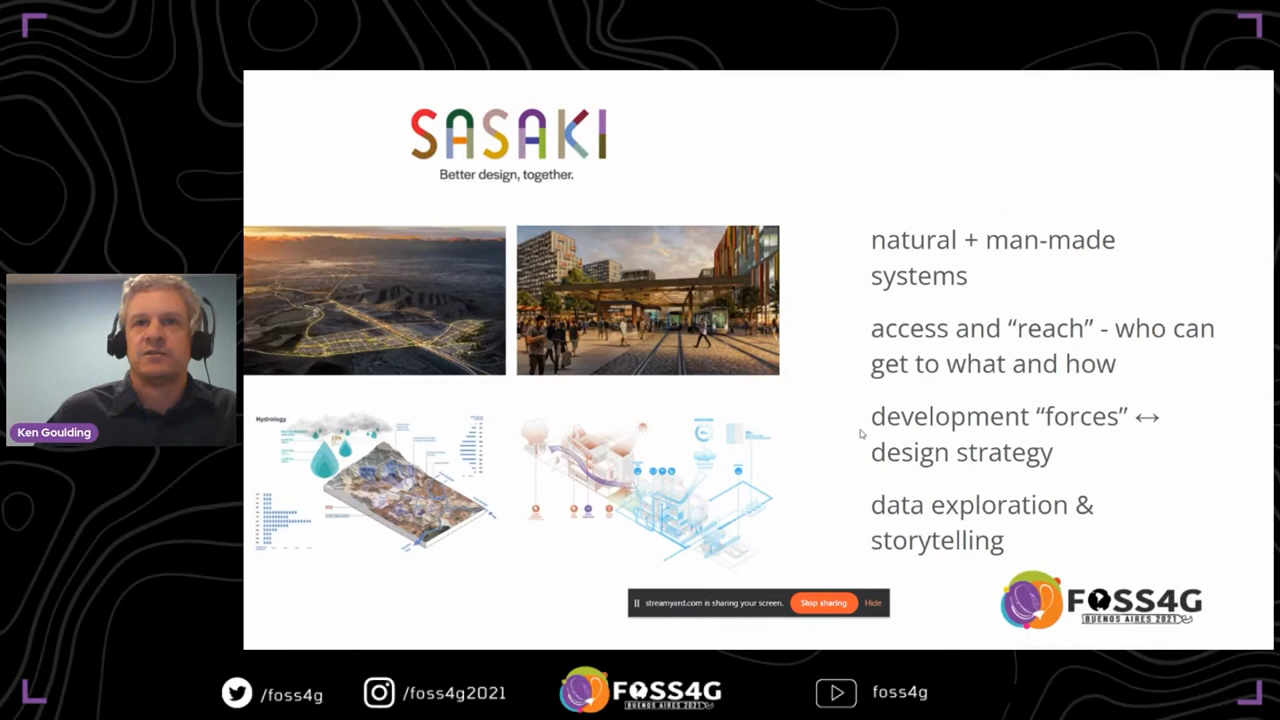 SASAKI
Better design, together.
natural + man-made
systems
access and “reach” - who can
get to what and how
development “forces” ↔
design strategy
data exploration &
storytelling
Hydrology
Ken Goulding
streamyard.com is sharing your screen.
Stop sharing
Hide
FOSS4G
BUENOS AIRES 2021
/foss4g
/foss4g2021
FOSS4G
BUENOS AIRES 2021
foss4g